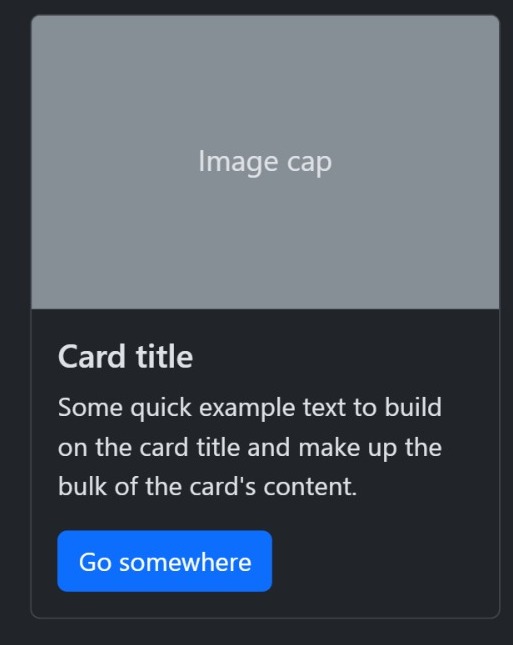 Image cap
Card title
Some quick example text to build
on the card title and make up the
bulk of the card's content.
Go somewhere